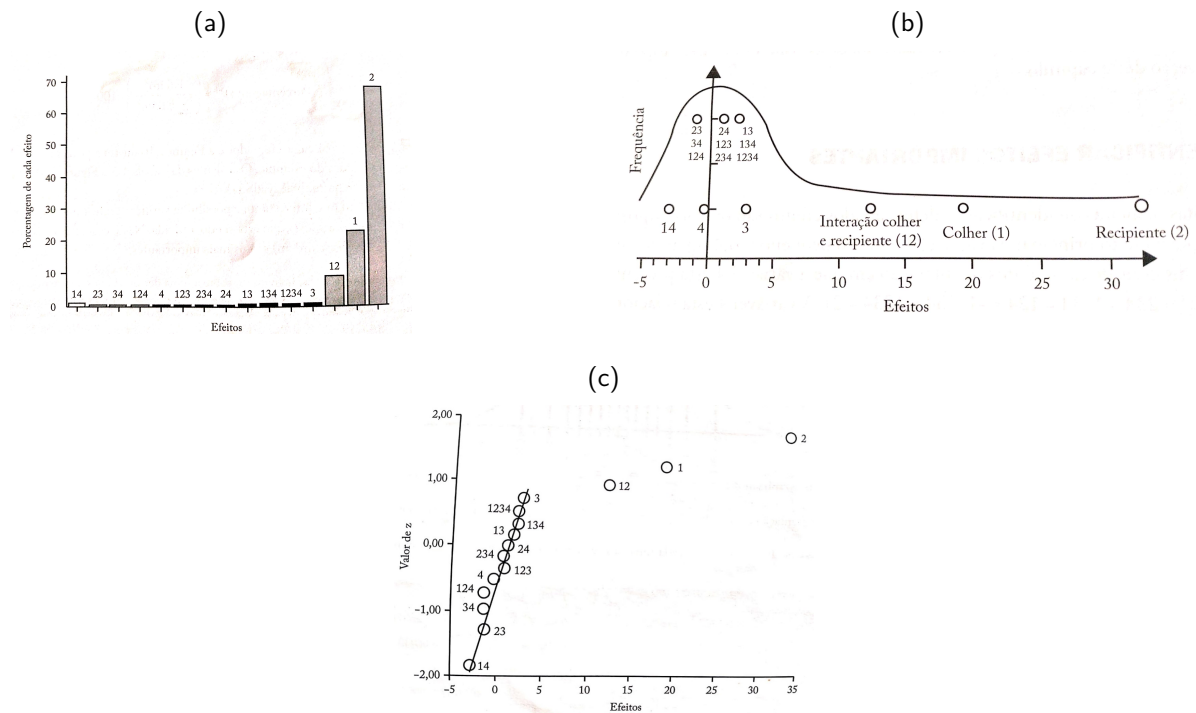 (a)
Porcentagem de cada efeito
70
60
50
40
30
20
10
0
14 23 34 124 4 123 234 24 13 134 1234 3 12 1 2
Efeitos
(b)
Frequência
23 24 13
34 123 134
124 234 1234
14 4 3
Interação colher
e recipiente (12)
Colher (1)
Recipiente (2)
-5 0 5 10 15 20 25 30
Efeitos
(c)
Valor de z
2,00
1,00
0,00
-1,00
-2,00
2
1
12
3
1234
134
13
24
234
123
4
124
34
23
14
-5 0 5 10 15 20 25 30 35
Efeitos